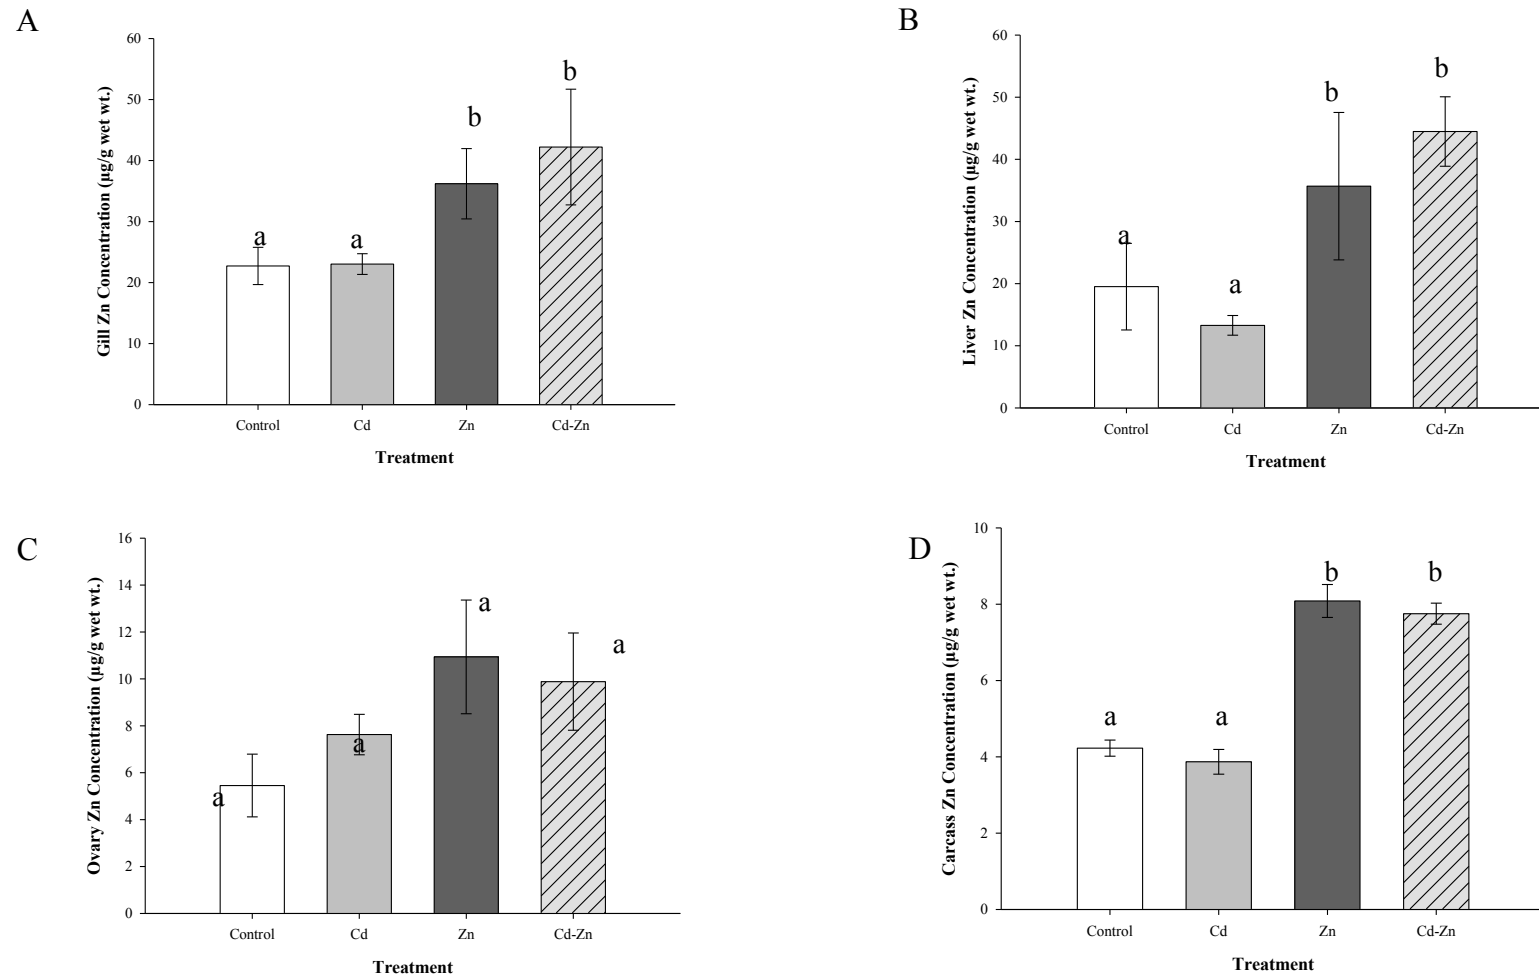 A
Gill Zn Concentration (µg/g wet wt.)
60
50
40
30
20
10
0
a
a
b
b
Control Cd Zn Cd-Zn
Treatment
B
Liver Zn Concentration (µg/g wet wt.)
60
50
40
30
20
10
0
a
a
b
b
Control Cd Zn Cd-Zn
Treatment
C
Ovary Zn Concentration (µg/g wet wt.)
16
14
12
10
8
6
4
2
0
a
a
a
a
Control Cd Zn Cd-Zn
Treatment
D
Carcass Zn Concentration (µg/g wet wt.)
10
8
6
4
2
0
a
a
b
b
Control Cd Zn Cd-Zn
Treatment